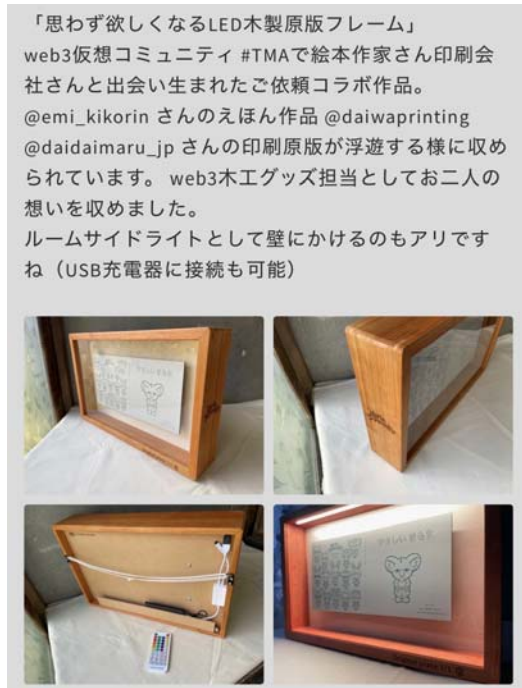 「思わず欲しくなるLED木製原版フレーム」
web3仮想コミュニティ #TMAで絵本作家さん印刷会
社さんと出会い生まれたご依頼コラボ作品。
@emi_kikorin さんのえほん作品 @daiwaprinting
@daidaimaru_jp さんの印刷原版が浮遊する様に収め
られています。 web3木工グッズ担当としてお二人の
想いを収めました。
ルームサイドライトとして壁にかけるのもアリです
ね（USB充電器に接続も可能）